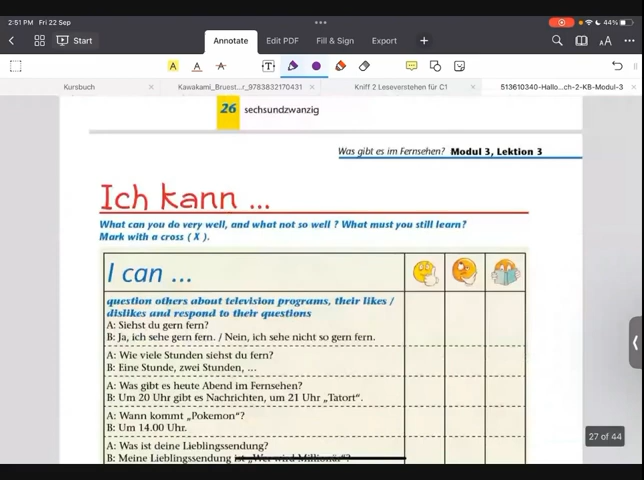 2:51 PM Fri 22 Sep
44%
Start
Annotate
Edit PDF
Fill & Sign
Export
AA
A A A T
Kursbuch
Kawakami_Bruest...r_9783832170431
Kniff 2 Leseverstehen für C1
513610340-Hallo...ch-2-KB-Modul-3
26 sechsundzwanzig
Was gibt es im Fernsehen? Modul 3, Lektion 3
Ich kann ...
What can you do very well, and what not so well ? What must you still learn?
Mark with a cross ( X ).
I can ...
question others about television programs, their likes /
dislikes and respond to their questions
A: Siehst du gern fern?
B: Ja, ich sehe gern fern. / Nein, ich sehe nicht so gern fern.
A: Wie viele Stunden siehst du fern?
B: Eine Stunde, zwei Stunden, ...
A: Was gibt es heute Abend im Fernsehen?
B: Um 20 Uhr gibt es Nachrichten, um 21 Uhr „Tatort“.
A: Wann kommt „Pokemon“?
B: Um 14.00 Uhr.
A: Was ist deine Lieblingssendung?
B: Meine Lieblingssendung ist „Wer wird Millionär“?
27 of 44